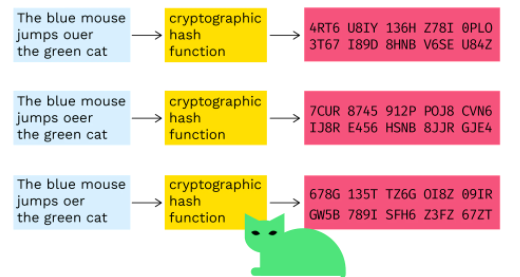 The blue mouse
jumps ouer
the green cat
cryptographic
hash
function
4RT6 U8IY 136H Z78I 0PLO
3T67 I89D 8HNB V6SE U84Z
The blue mouse
jumps oeer
the green cat
cryptographic
hash
function
7CUR 8745 912P POJ8 CVN6
IJ8R E456 HSNB 8JJR GJE4
The blue mouse
jumps oer
the green cat
cryptographic
hash
function
678G 135T TZ6G OI8Z 09IR
GW5B 789I SFH6 Z3FZ 67ZT